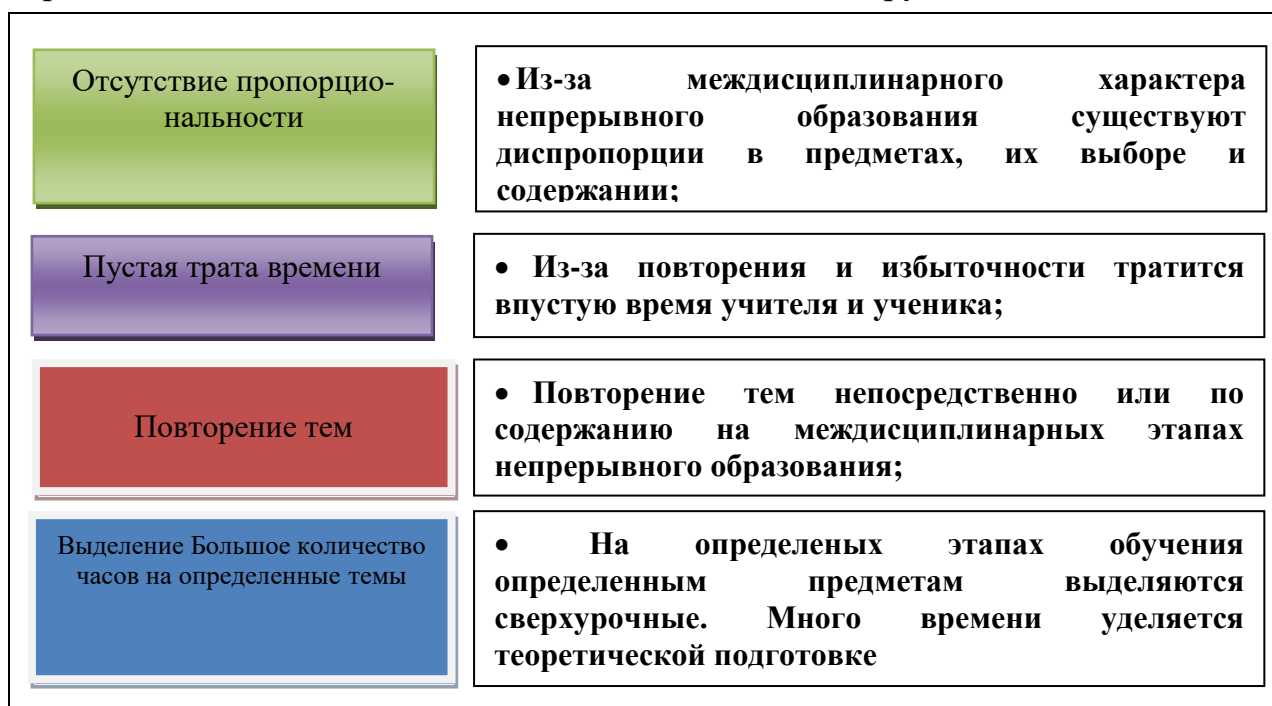 Отсутствие пропорцио-
нальности
•Из-за междисциплинарного характера
непрерывного образования существуют
диспропорции в предметах, их выборе и
содержании;
Пустая трата времени
• Из-за повторения и избыточности тратится
впустую время учителя и ученика;
Повторение тем
• Повторение тем непосредственно или по
содержанию на междисциплинарных этапах
непрерывного образования;
Выделение Большое количество
часов на определенные темы
• На определеных этапах обучения
определенным предметам выделяются
сверхурочные. Много времени уделяется
теоретической подготовке